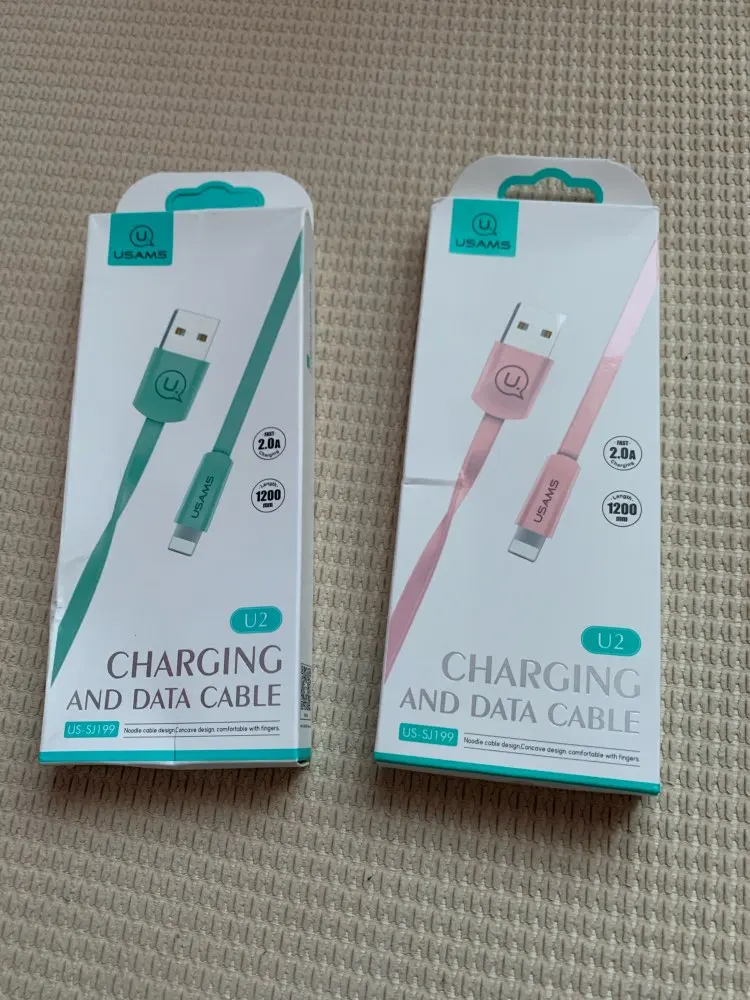 U.
USAMS
U.
FAST
2.0A
Charging
Length
1200
mm
USAMS
U2
CHARGING
AND DATA CABLE
US-SJ199 Noodle cable design,Concave design, comfortable with fingers.
U.
USAMS
U.
FAST
2.0A
Charging
Length
1200
mm
USAMS
U2
CHARGING
AND DATA CABLE
US-SJ199 Noodle cable design,Concave design, comfortable with fingers.